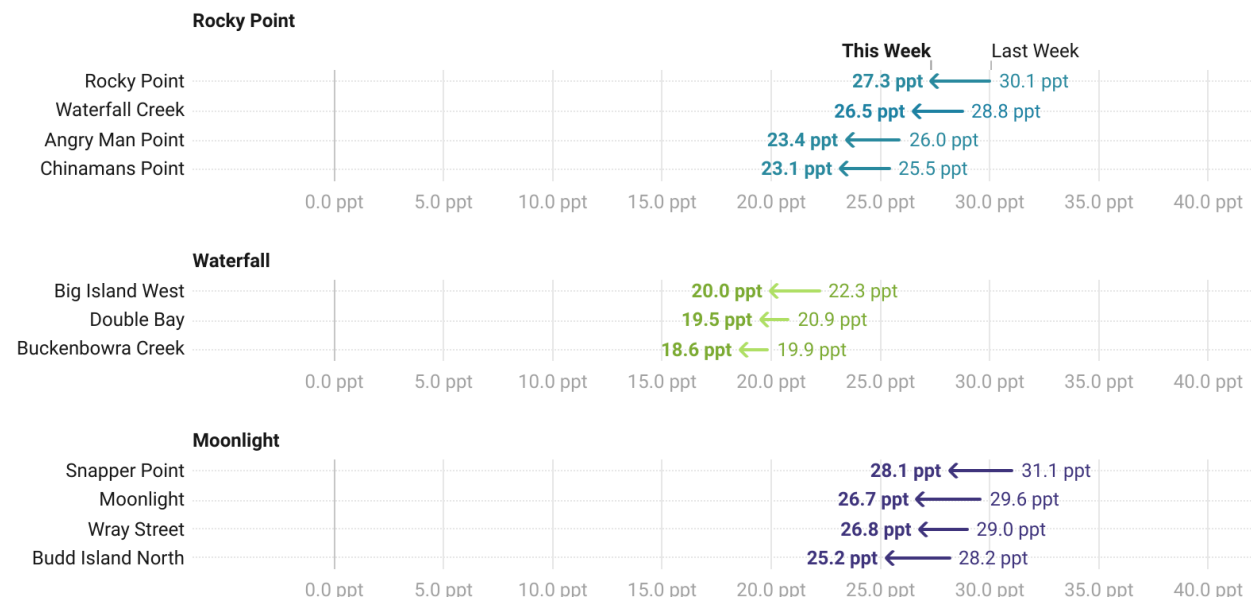 Rocky Point
This Week Last Week
Rocky Point 27.3 ppt 30.1 ppt
Waterfall Creek 26.5 ppt 28.8 ppt
Angry Man Point 23.4 ppt 26.0 ppt
Chinamans Point 23.1 ppt 25.5 ppt
0.0 ppt 5.0 ppt 10.0 ppt 15.0 ppt 20.0 ppt 25.0 ppt 30.0 ppt 35.0 ppt 40.0 ppt
Waterfall
Big Island West 20.0 ppt 22.3 ppt
Double Bay 19.5 ppt 20.9 ppt
Buckenbowra Creek 18.6 ppt 19.9 ppt
0.0 ppt 5.0 ppt 10.0 ppt 15.0 ppt 20.0 ppt 25.0 ppt 30.0 ppt 35.0 ppt 40.0 ppt
Moonlight
Snapper Point 28.1 ppt 31.1 ppt
Moonlight 26.7 ppt 29.6 ppt
Wray Street 26.8 ppt 29.0 ppt
Budd Island North 25.2 ppt 28.2 ppt
0.0 ppt 5.0 ppt 10.0 ppt 15.0 ppt 20.0 ppt 25.0 ppt 30.0 ppt 35.0 ppt 40.0 ppt